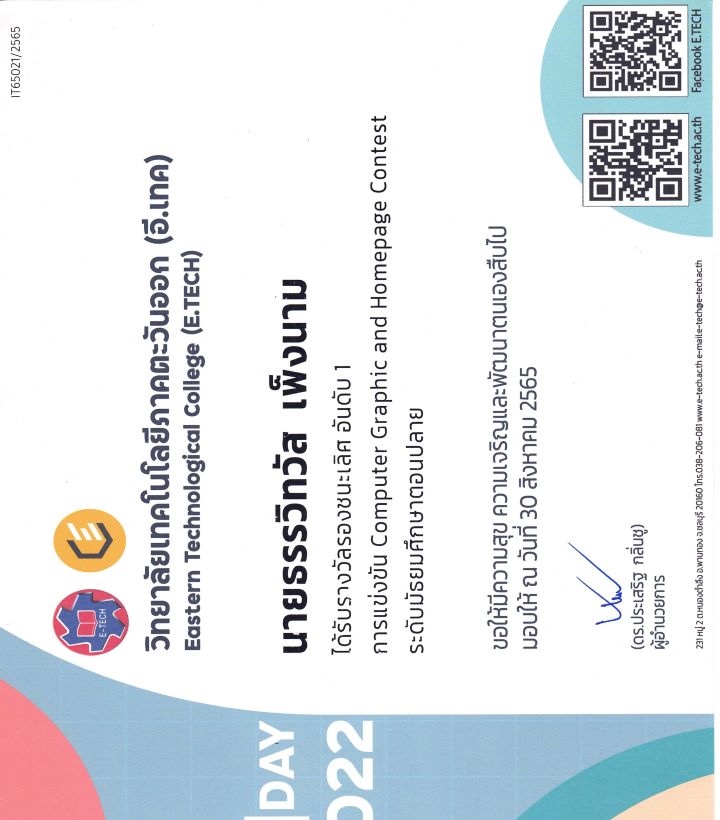 IT65021/2565
E-TECH
วิทยาลัยเทคโนโลยีภาคตะวันออก (อี.เทค)
Eastern Technological College (E.TECH)
DAY
022
นายธรรวิทวัส เพ็งนาม
ได้รับรางวัลรองชนะเลิศ อันดับ 1
การแข่งขัน Computer Graphic and Homepage Contest
ระดับมัธยมศึกษาตอนปลาย
ขอให้มีความสุข ความเจริญและพัฒนาตนเองสืบไป
มอบให้ ณ วันที่ 30 สิงหาคม 2565
(ดร.ประเสริฐ กลิ่นชู)
ผู้อำนวยการ
231 หมู่ 2 ต.หนองตำลึง อ.พานทอง จ.ชลบุรี 20160 โทร.038-206-081 www.e-tech.ac.th e-mail:e-tech@e-tech.ac.th
www.e-tech.ac.th
Facebook E.TECH